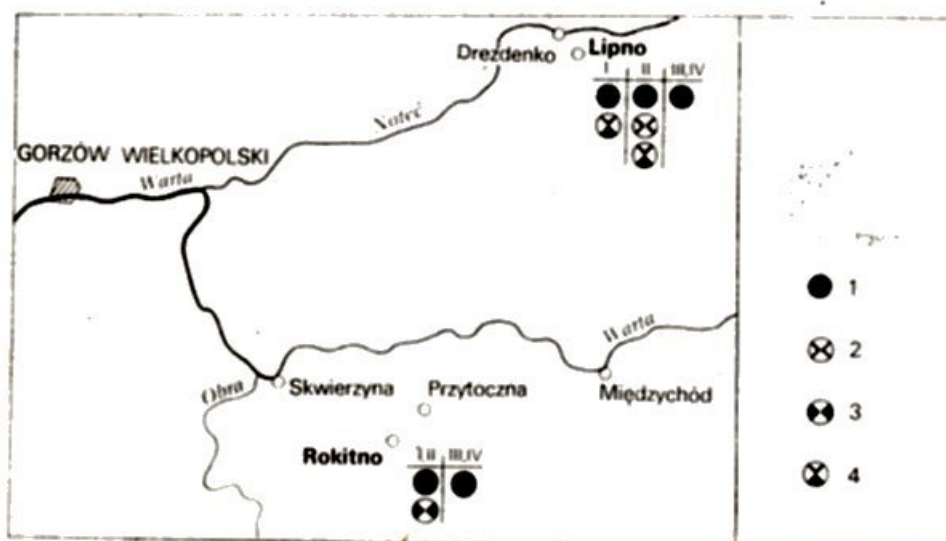 Drezdenko Lipno
I II III,IV
Noteć
GORZÓW WIELKOPOLSKI
Warta
Warta
Obra
Skwierzyna Przytoczna Międzychód
Rokitno
I,II III,IV
1
2
3
4